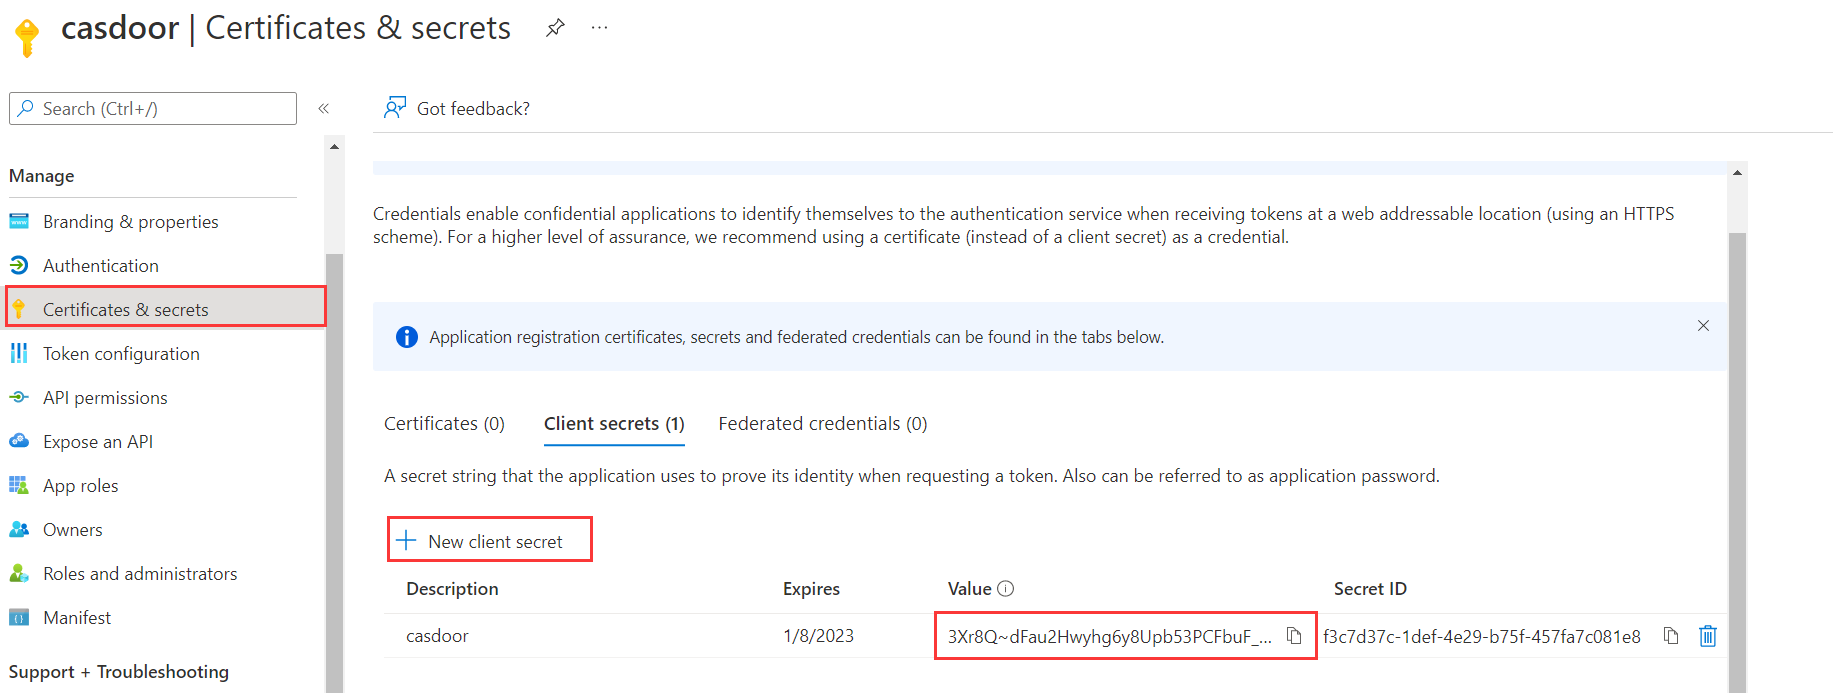 casdoor | Certificates & secrets
Search (Ctrl+/)
Got feedback?
Manage
Branding & properties
Authentication
Certificates & secrets
Token configuration
API permissions
Expose an API
App roles
Owners
Roles and administrators
Manifest
Support + Troubleshooting
Credentials enable confidential applications to identify themselves to the authentication service when receiving tokens at a web addressable location (using an HTTPS
scheme). For a higher level of assurance, we recommend using a certificate (instead of a client secret) as a credential.
Application registration certificates, secrets and federated credentials can be found in the tabs below.
Certificates (0) Client secrets (1) Federated credentials (0)
A secret string that the application uses to prove its identity when requesting a token. Also can be referred to as application password.
New client secret
Description Expires Value Secret ID
casdoor 1/8/2023 3Xr8Q~dFau2Hwyhg6y8Upb53PCFbuF_... f3c7d37c-1def-4e29-b75f-457fa7c081e8